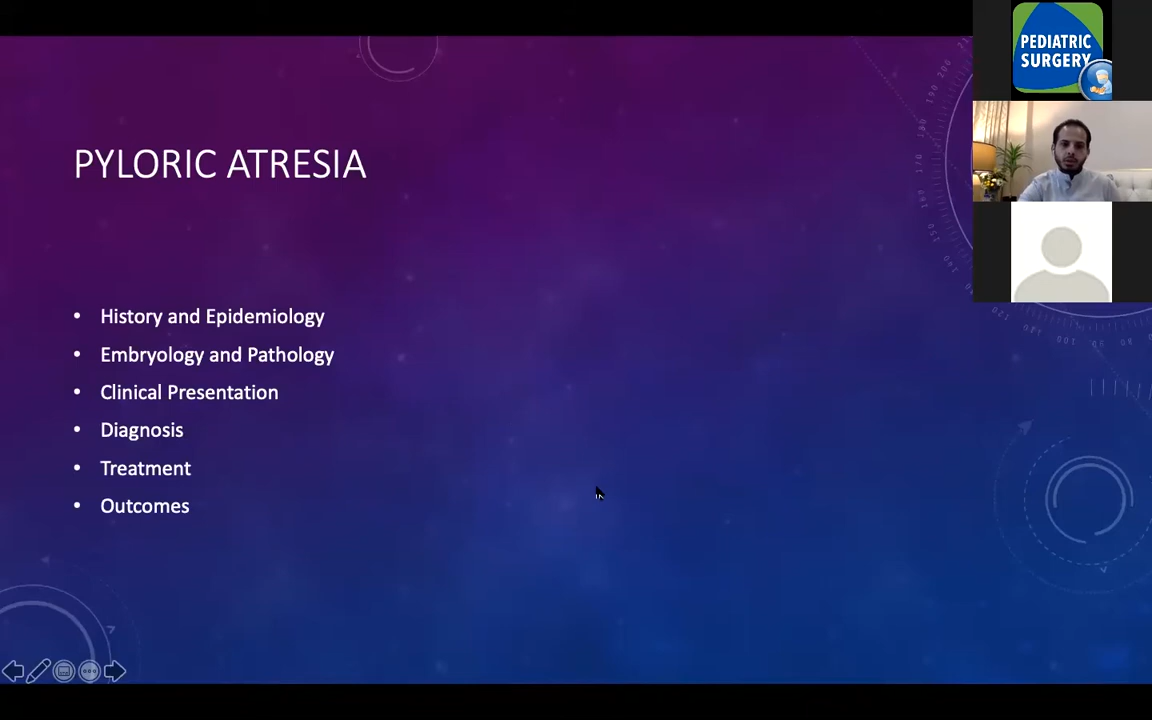 PEDIATRIC
SURGERY
PYLORIC ATRESIA
• History and Epidemiology
• Embryology and Pathology
• Clinical Presentation
• Diagnosis
• Treatment
• Outcomes